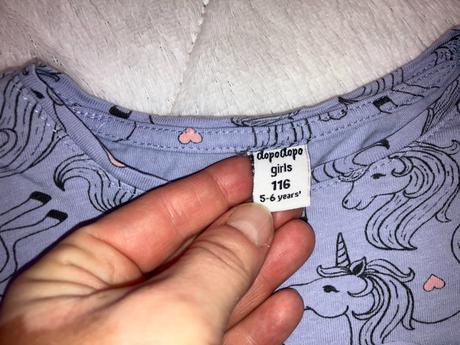 dopodopo
girls
116
5-6 years'